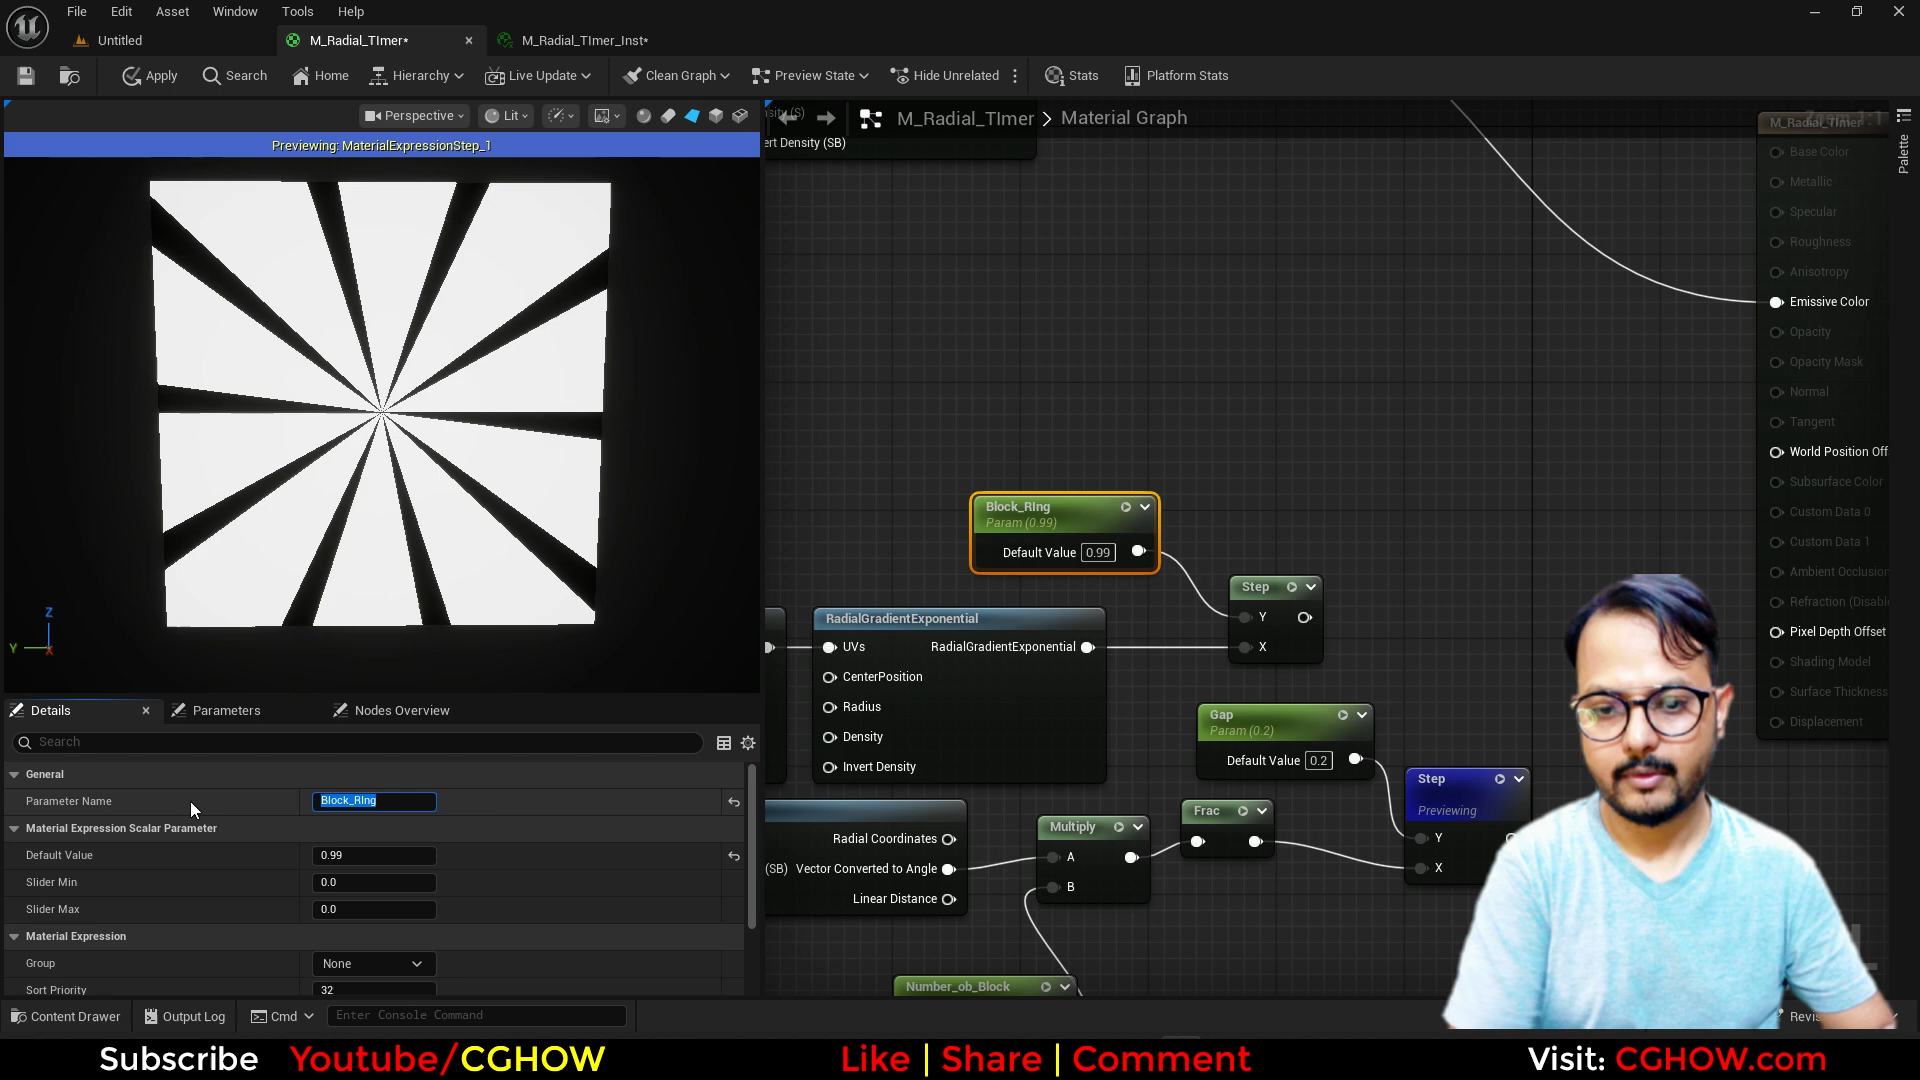 File Edit Asset Window Tools Help
Untitled
M_Radial_TImer*
M_Radial_TImer_Inst*
Apply Search Home Hierarchy Live Update Clean Graph Preview State Hide Unrelated Stats Platform Stats
Perspective Lit
Previewing: MaterialExpressionStep_1
M_Radial_TImer > Material Graph
ert Density (SB)
M_Radial_TImer
Zoom 1:1
Palette
Base Color
Metallic
Specular
Roughness
Anisotropy
Emissive Color
Opacity
Opacity Mask
Normal
Tangent
World Position Off
Subsurface Color
Custom Data 0
Custom Data 1
Ambient Occlusion
Refraction (Disabl
Pixel Depth Offset
Shading Model
Surface Thickness
Displacement
Block_RIng
Param (0.99)
Default Value 0.99
Step
Y
X
RadialGradientExponential
UVs RadialGradientExponential
CenterPosition
Radius
Density
Invert Density
Gap
Param (0.2)
Default Value 0.2
Step
Previewing
Y
X
Radial Coordinates
(SB) Vector Converted to Angle
Linear Distance
Multiply
A
B
Frac
Number_ob_Block
Z
Y
X
Details Parameters Nodes Overview
Search
General
Parameter Name Block_RIng
Material Expression Scalar Parameter
Default Value 0.99
Slider Min 0.0
Slider Max 0.0
Material Expression
Group None
Sort Priority 32
Content Drawer Output Log Cmd Enter Console Command
Revis
Subscribe Youtube/CGHOW Like | Share | Comment Visit: CGHOW.com